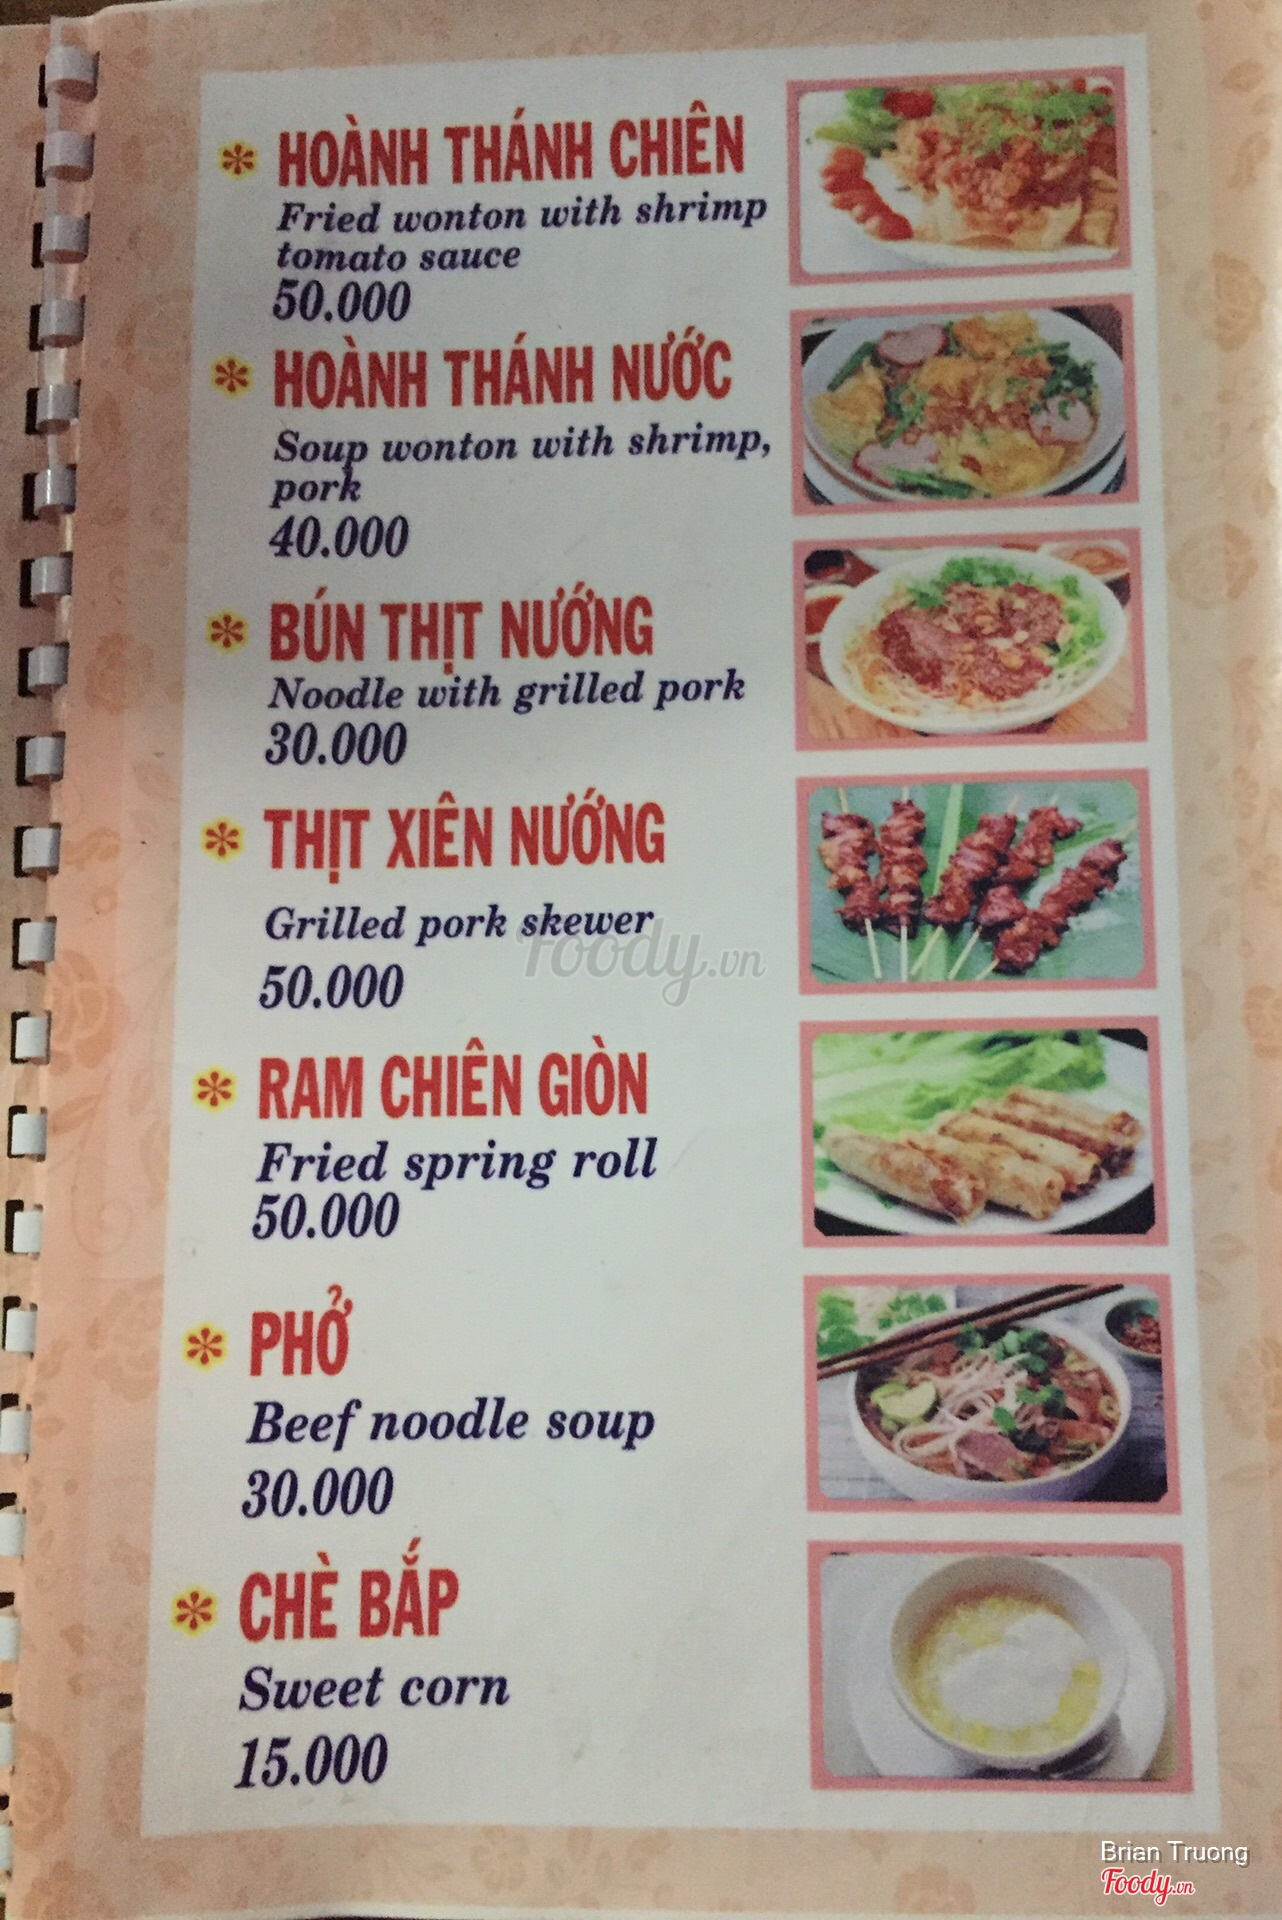 HOÀNH THÁNH CHIÊN
Fried wonton with shrimp
tomato sauce
50.000
HOÀNH THÁNH NƯỚC
Soup wonton with shrimp,
pork
40.000
BÚN THỊT NƯỚNG
Noodle with grilled pork
30.000
THỊT XIÊN NƯỚNG
Grilled pork skewer
50.000
Foody.vn
RAM CHIÊN GIÒN
Fried spring roll
50.000
PHỞ
Beef noodle soup
30.000
CHÈ BẮP
Sweet corn
15.000
Brian Truong
Foody.vn